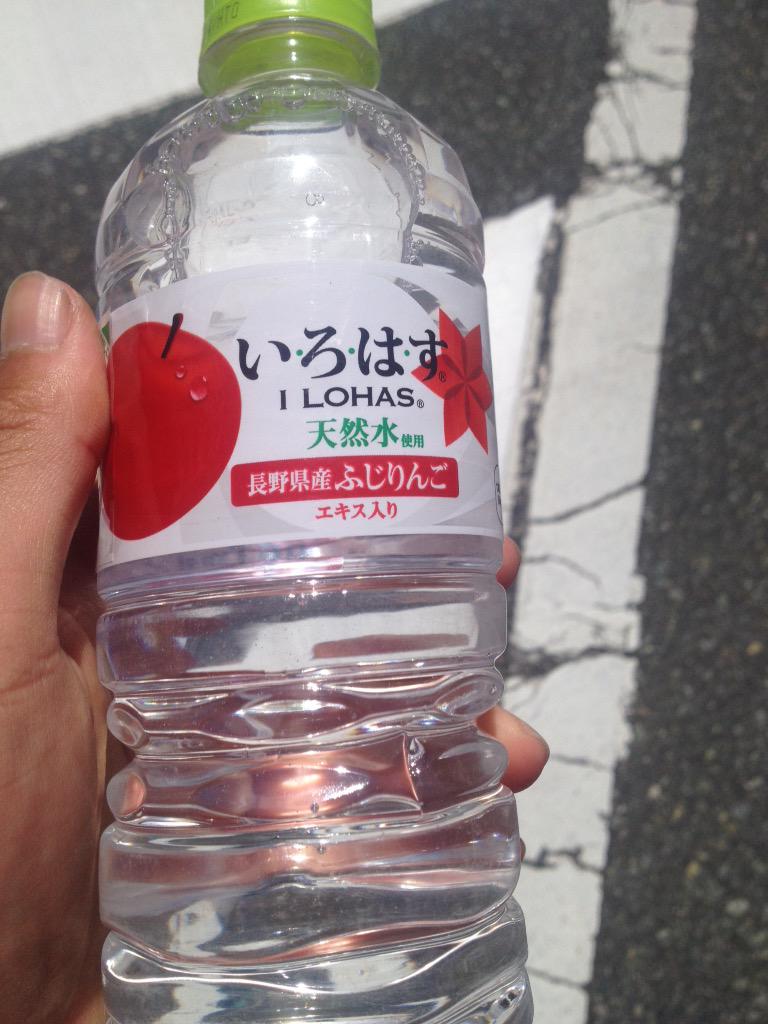 い・ろ・は・す®
I LOHAS®
天然水使用
長野県産ふじりんご
エキス入り